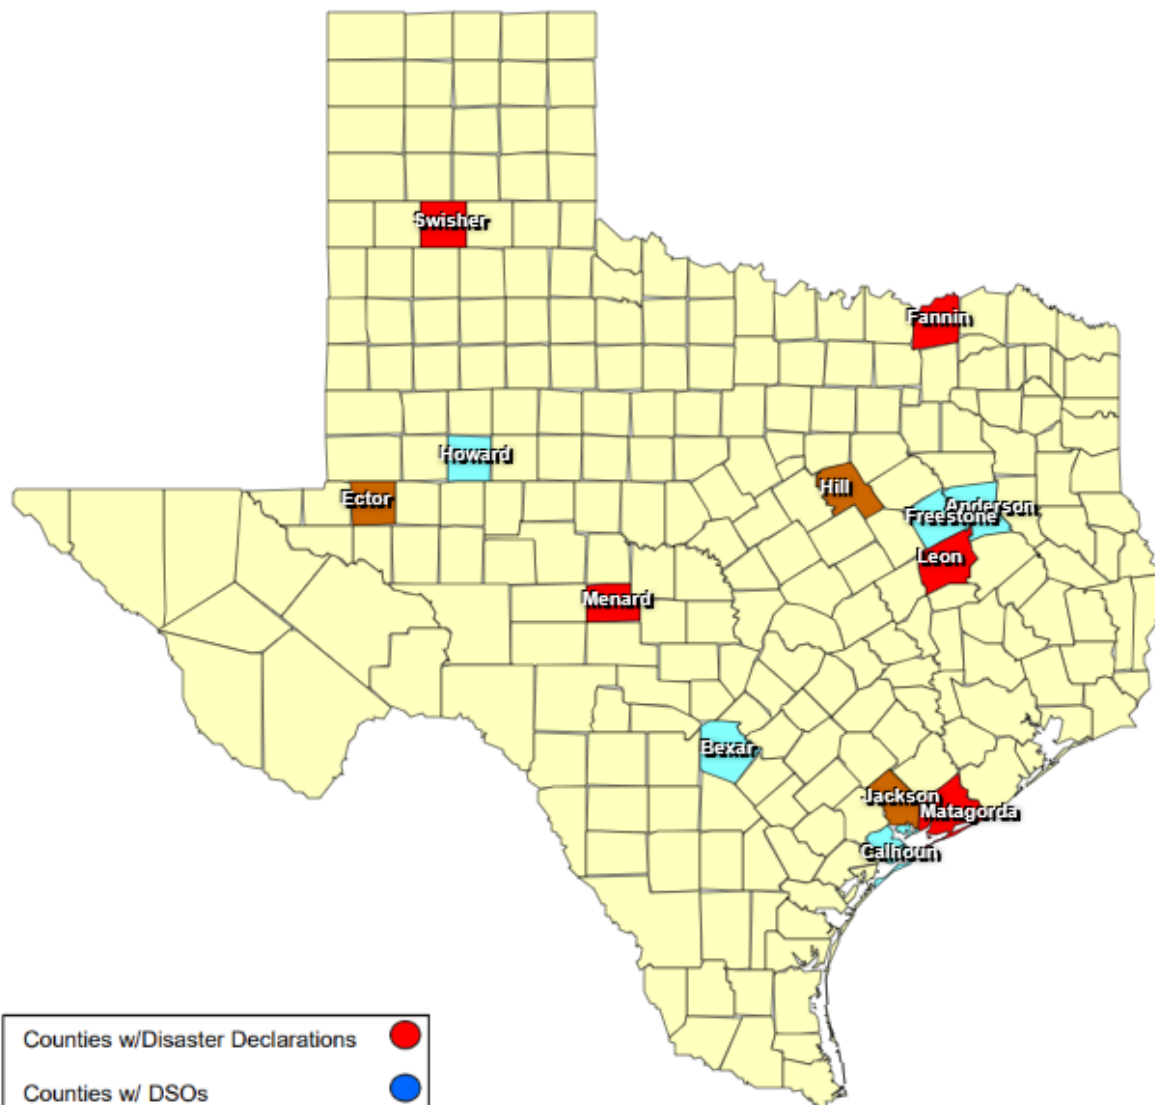 Swisher
Fannin
Howard
Ector
Hill
Anderson
Freestone
Leon
Menard
Bexar
Jackson
Matagorda
Calhoun
Counties w/Disaster Declarations
Counties w/ DSOs